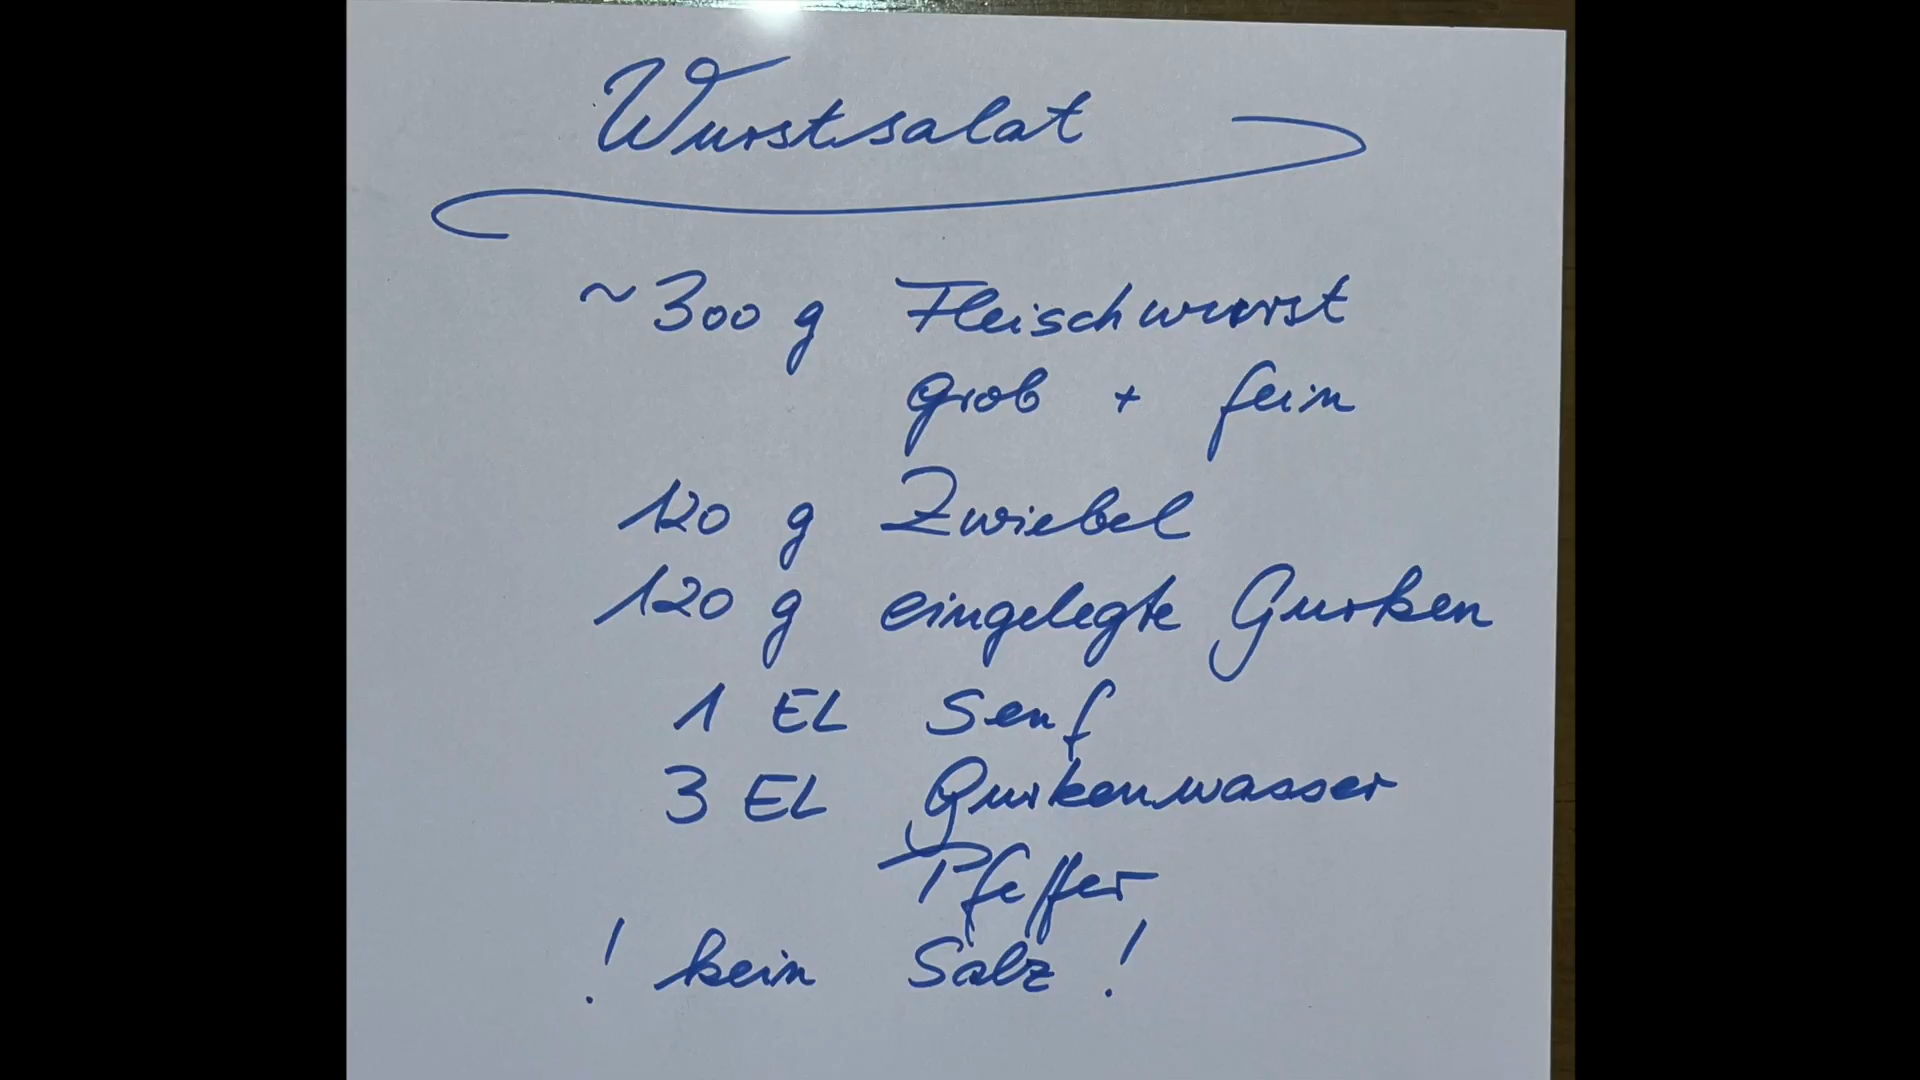 Wurstsalat
~300 g Fleischwurst
grob + fein
120 g Zwiebel
120 g eingelegte Gurken
1 EL Senf
3 EL Gurkenwasser
Pfeffer
! kein Salz !